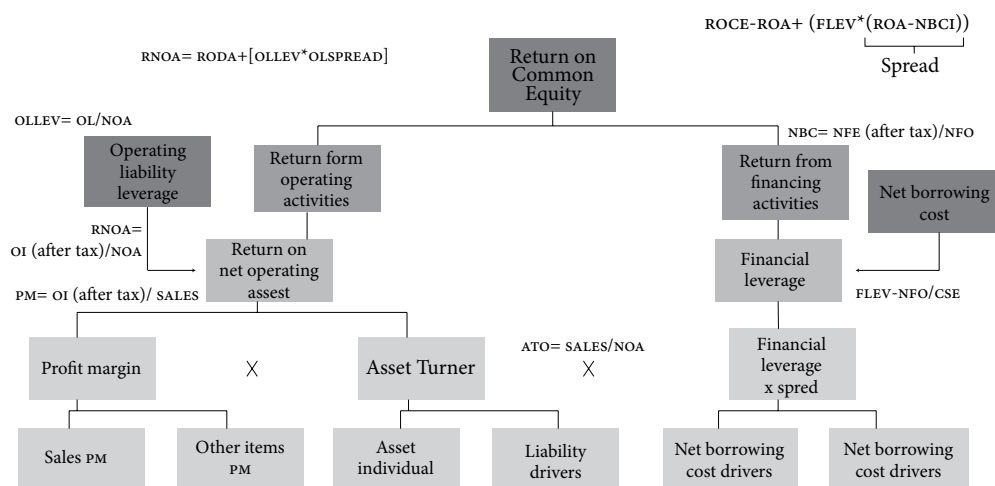 ROCE-ROA+ (FLEV*(ROA-NBCI))
Spread
RNOA= RODA+[OLLEV*OLSPREAD]
Return on
Common
Equity
OLLEV= OL/NOA
NBC= NFE (after tax)/NFO
Operating
liability
leverage
Return form
operating
activities
Return from
financing
activities
Net borrowing
cost
RNOA=
OI (after tax)/NOA
Return on
net operating
assest
Financial
leverage
PM= OI (after tax)/ SALES
FLEV-NFO/CSE
Profit margin
X
Asset Turner
ATO= SALES/NOA
X
Financial
leverage
x spred
Sales PM
Other items
PM
Asset
individual
Liability
drivers
Net borrowing
cost drivers
Net borrowing
cost drivers